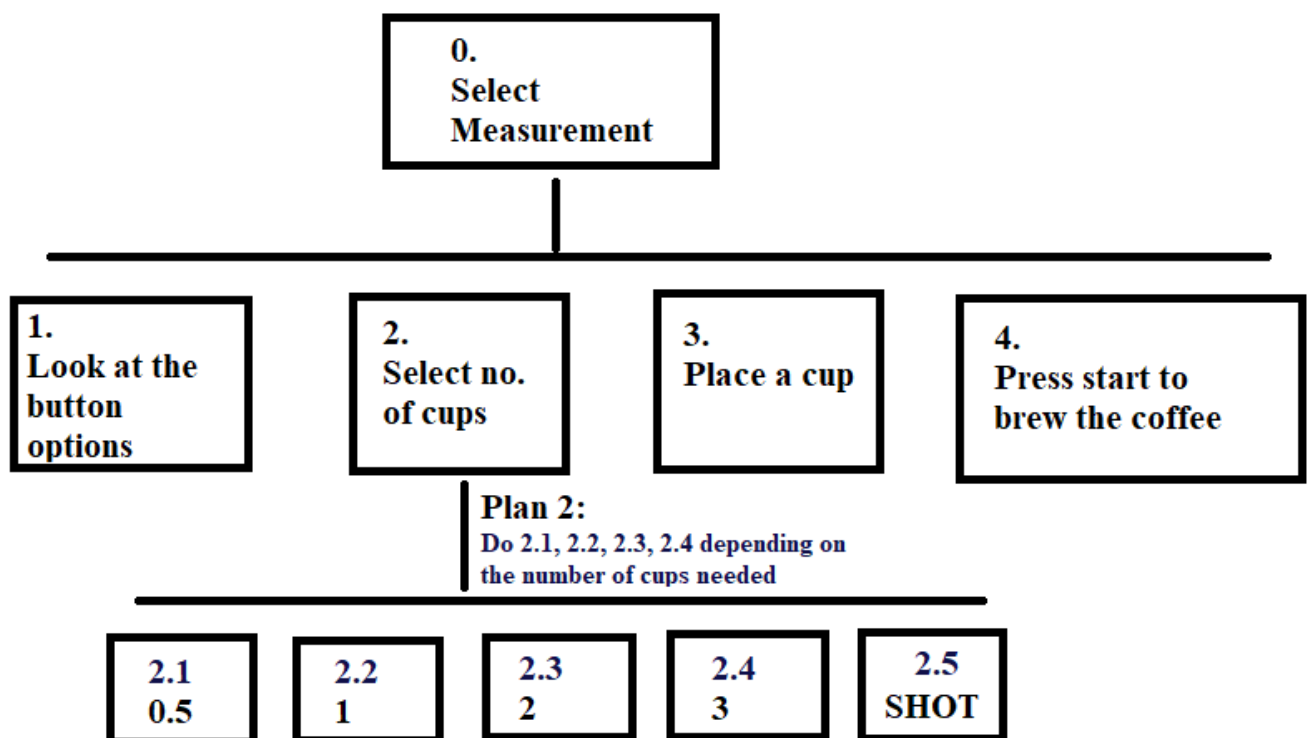 0.
Select
Measurement
1.
Look at the
button
options
2.
Select no.
of cups
3.
Place a cup
4.
Press start to
brew the coffee
Plan 2:
Do 2.1, 2.2, 2.3, 2.4 depending on
the number of cups needed
2.1
0.5
2.2
1
2.3
2
2.4
3
2.5
SHOT